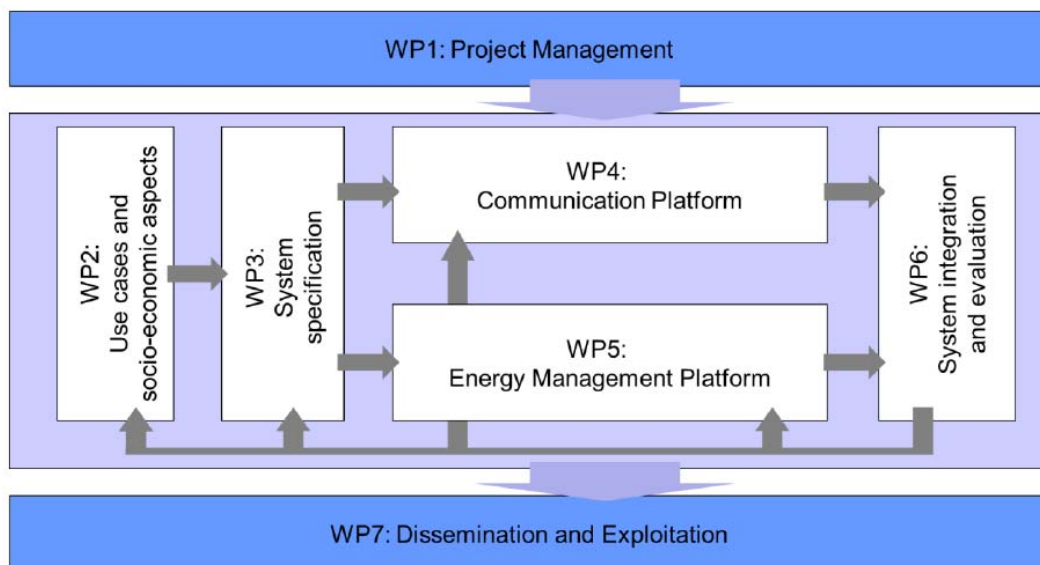 WP1: Project Management
WP2:
Use cases and
socio-economic aspects
WP3:
System
specification
WP4:
Communication Platform
WP5:
Energy Management Platform
WP6:
System integration
and evaluation
WP7: Dissemination and Exploitation